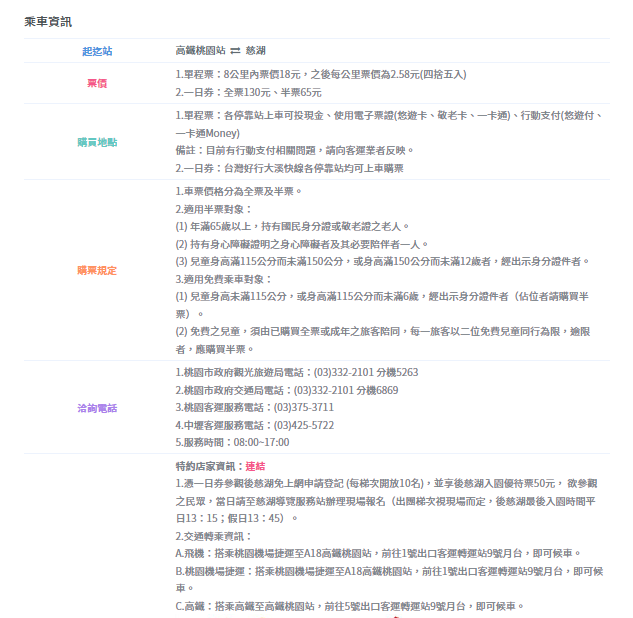 乘車資訊
起迄站
高鐵桃園站 ⇌ 慈湖
票價
1.單程票：8公里內票價18元，之後每公里票價為2.58元(四捨五入)
2.一日券：全票130元、半票65元
購買地點
1.單程票：各停靠站上車可投現金、使用電子票證(悠遊卡、敬老卡、一卡通)、行動支付(悠遊付、
一卡通Money)
備註：目前有行動支付相關問題，請向客運業者反映。
2.一日券：台灣好行大溪快線各停靠站均可上車購票
購票規定
1.車票價格分為全票及半票。
2.適用半票對象：
(1) 年滿65歲以上，持有國民身分證或敬老證之老人。
(2) 持有身心障礙證明之身心障礙者及其必要陪伴者一人。
(3) 兒童身高滿115公分而未滿150公分，或身高滿150公分而未滿12歲者，經出示身分證件者。
3.適用免費乘車對象：
(1) 兒童身高未滿115公分，或身高滿115公分而未滿6歲，經出示身分證件者（佔位者請購買半
票）。
(2) 免費之兒童，須由已購買全票或成年之旅客陪同，每一旅客以二位免費兒童同行為限，逾限
者，應購買半票。
洽詢電話
1.桃園市政府觀光旅遊局電話：(03)332-2101 分機5263
2.桃園市政府交通局電話：(03)332-2101 分機6869
3.桃園客運服務電話：(03)375-3711
4.中壢客運服務電話：(03)425-5722
5.服務時間：08:00~17:00
特約店家資訊：連結
1.憑一日券參觀後慈湖免上網申請登記 (每梯次開放10名)，並享後慈湖入園優待票50元， 欲參觀
之民眾，當日請至慈湖導覽服務站辦理現場報名（出團梯次視現場而定，後慈湖最後入園時間平
日13：15；假日13：45）。
2.交通轉乘資訊：
A.飛機：搭乘桃園機場捷運至A18高鐵桃園站，前往1號出口客運轉運站9號月台，即可候車。
B.桃園機場捷運：搭乘桃園機場捷運至A18高鐵桃園站，前往1號出口客運轉運站9號月台，即可候
車。
C.高鐵：搭乘高鐵至高鐵桃園站，前往5號出口客運轉運站9號月台，即可候車。